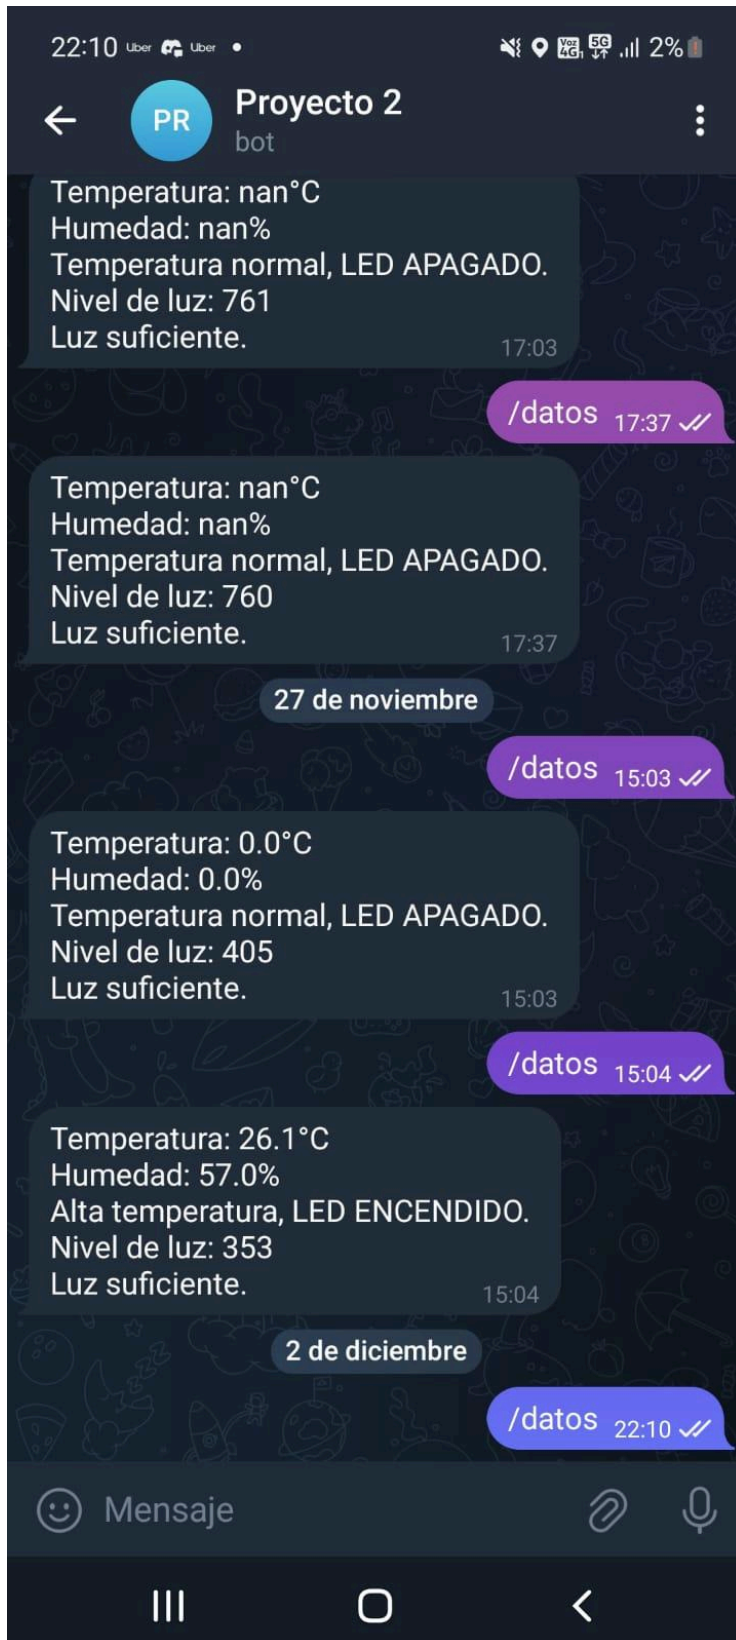 22:10 Uber Uber
Voz 4G 5G 2%
PR
Proyecto 2
bot
Temperatura: nan°C
Humedad: nan%
Temperatura normal, LED APAGADO.
Nivel de luz: 761
Luz suficiente.
17:03
/datos 17:37
Temperatura: nan°C
Humedad: nan%
Temperatura normal, LED APAGADO.
Nivel de luz: 760
Luz suficiente.
17:37
27 de noviembre
/datos 15:03
Temperatura: 0.0°C
Humedad: 0.0%
Temperatura normal, LED APAGADO.
Nivel de luz: 405
Luz suficiente.
15:03
/datos 15:04
Temperatura: 26.1°C
Humedad: 57.0%
Alta temperatura, LED ENCENDIDO.
Nivel de luz: 353
Luz suficiente.
15:04
2 de diciembre
/datos 22:10
Mensaje